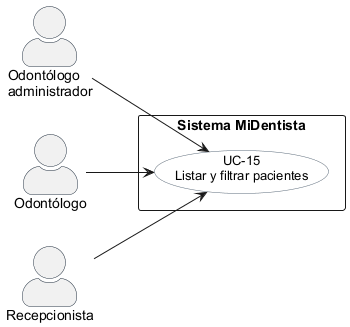 Odontólogo
administrador
Sistema MiDentista
UC-15
Listar y filtrar pacientes
Odontólogo
Recepcionista